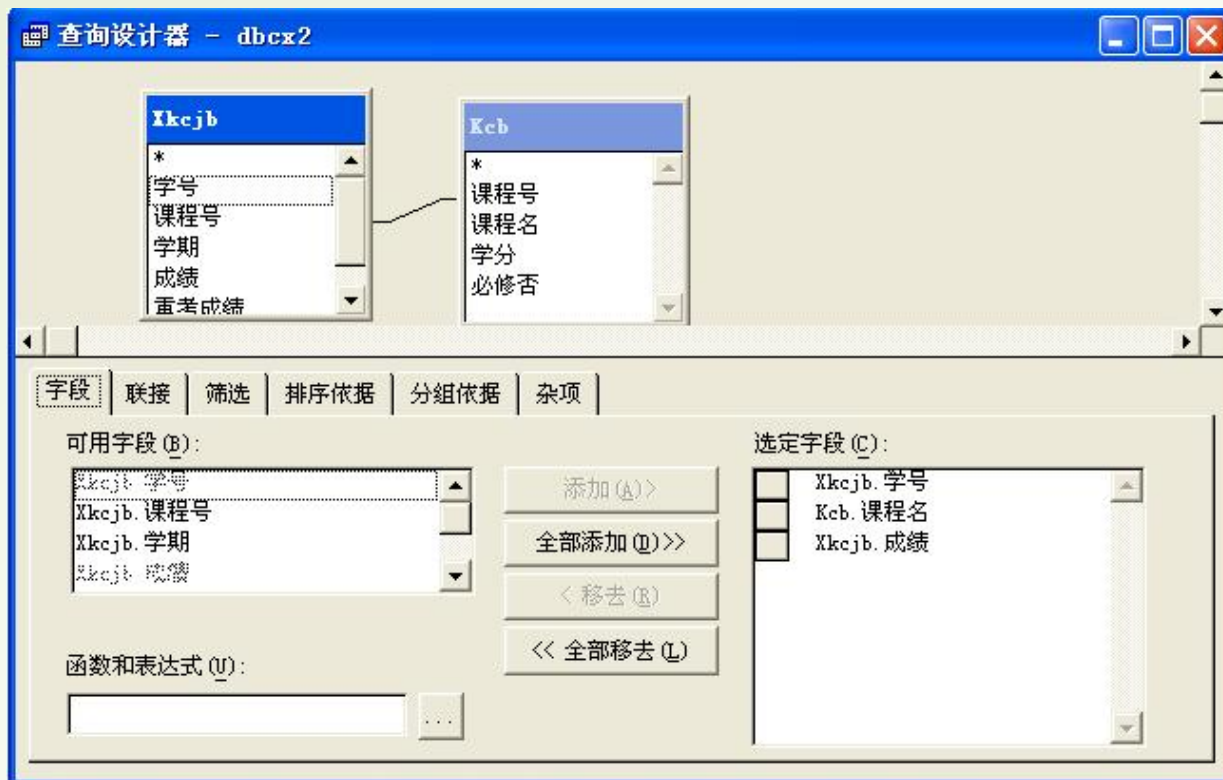 查询设计器 - dbcx2
Xkcjb
*
学号
课程号
学期
成绩
重考成绩
Kcb
*
课程号
课程名
学分
必修否
字段 联接 筛选 排序依据 分组依据 杂项
可用字段(B):
Xkcjb.学号
Xkcjb.课程号
Xkcjb.学期
Xkcjb.成绩
添加(A)>
全部添加(D)>>
< 移去(R)
<< 全部移去(L)
函数和表达式(U):
...
选定字段(C):
Xkcjb.学号
Kcb.课程名
Xkcjb.成绩